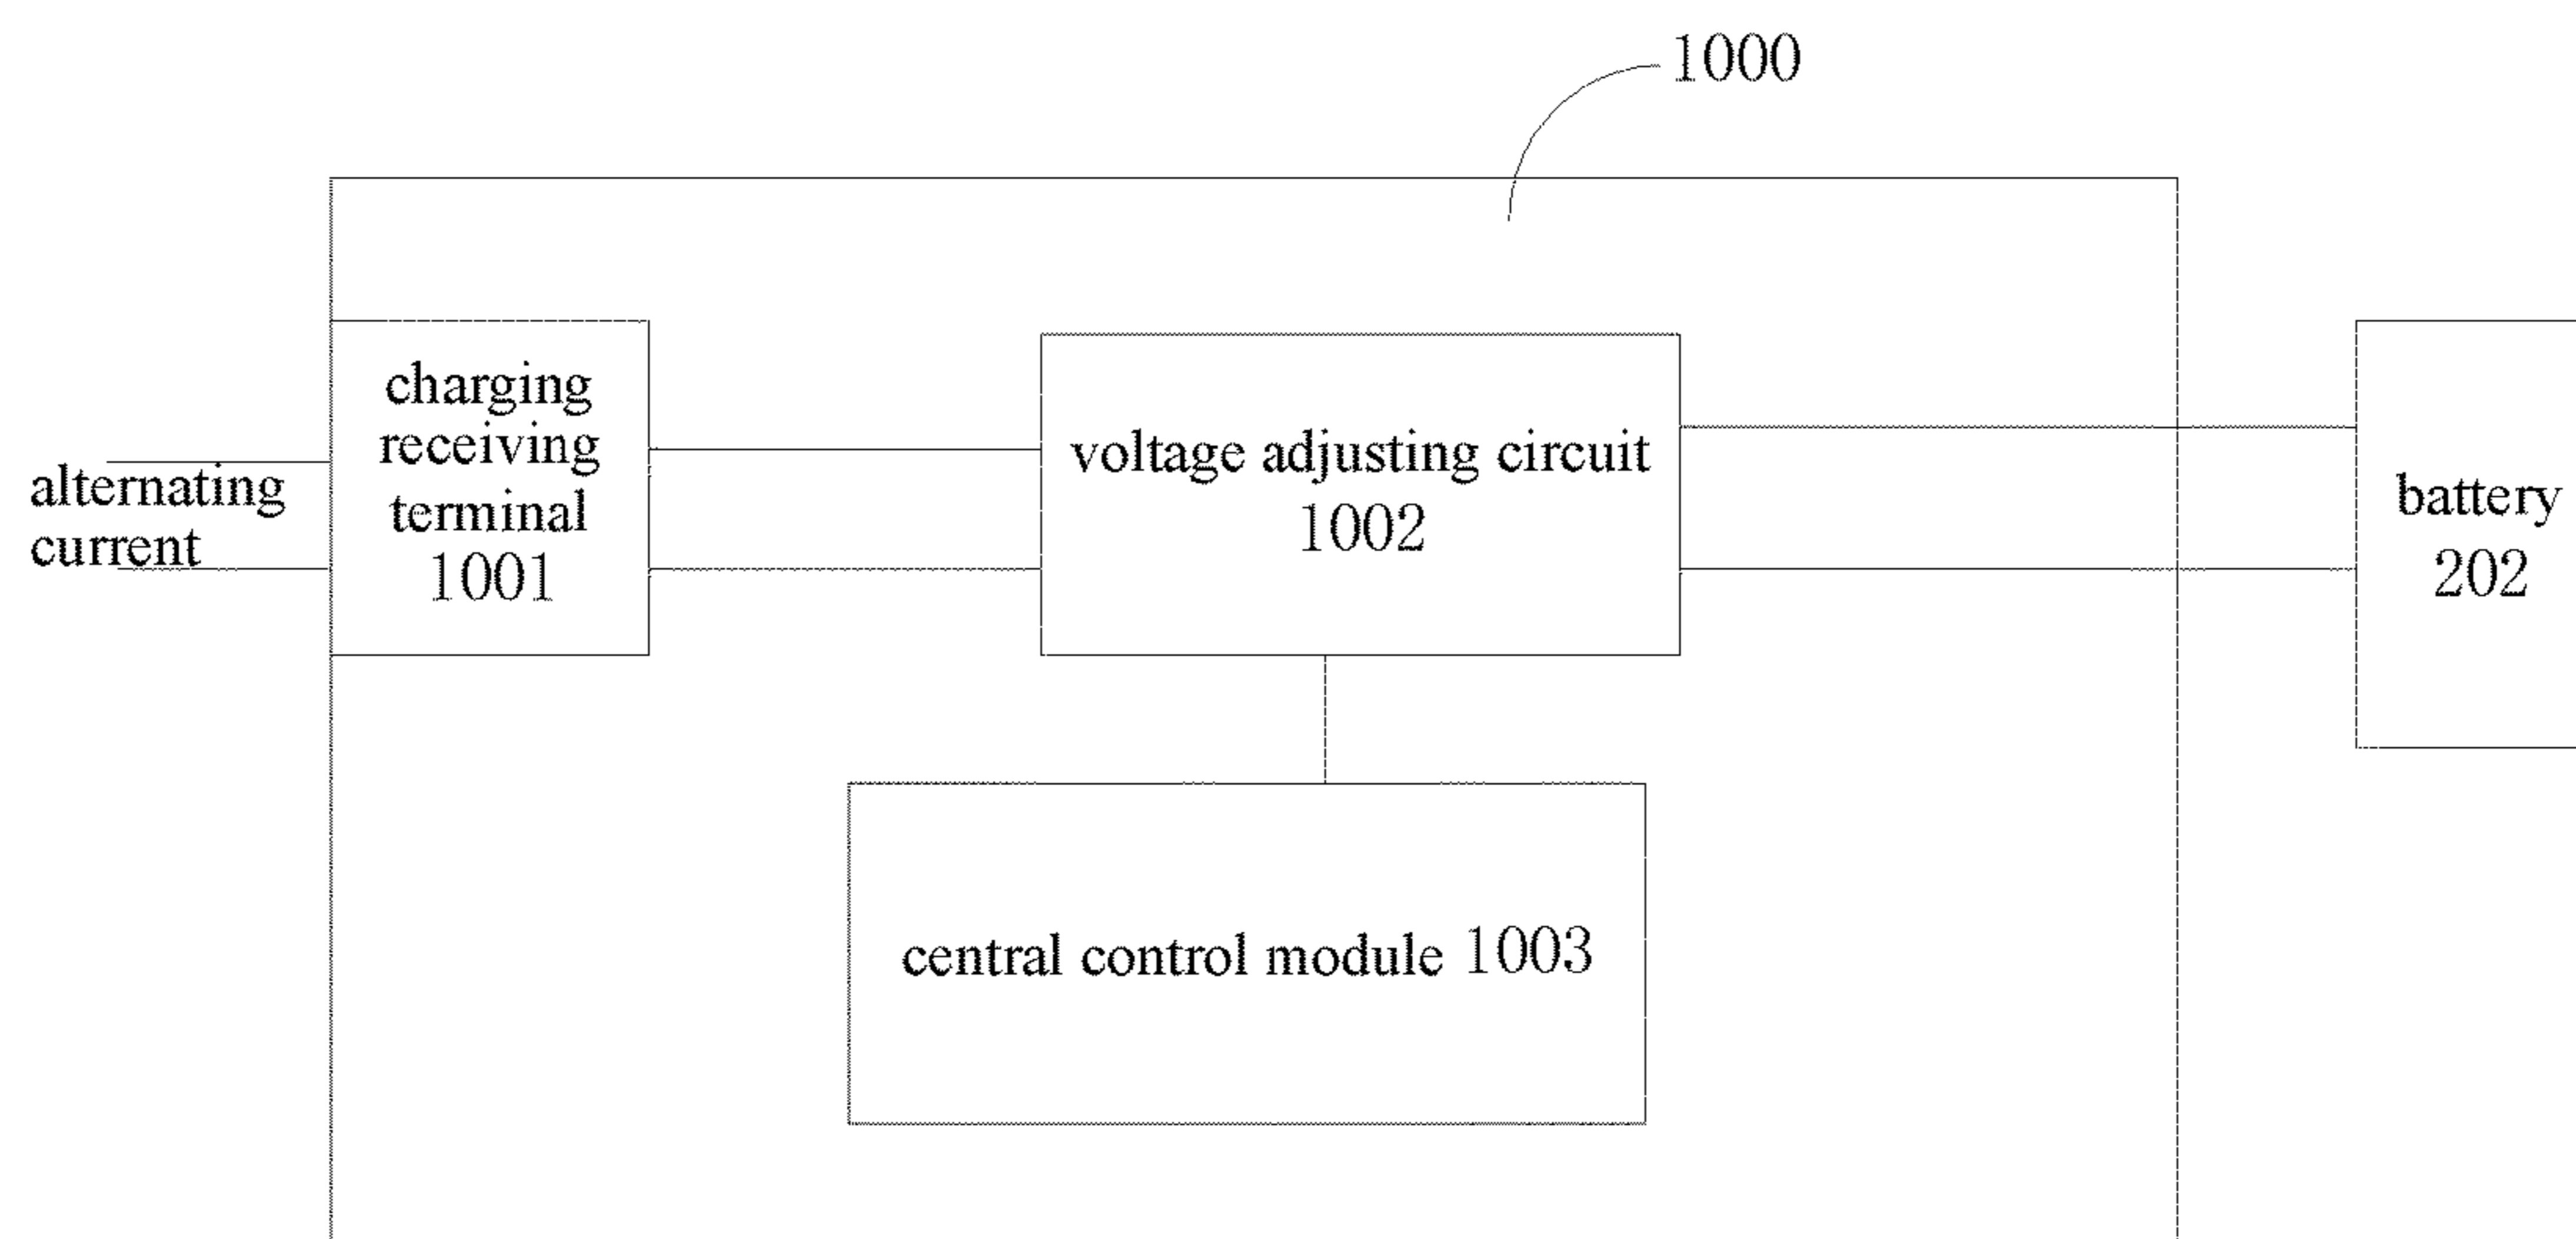 1000
alternating
current
charging
receiving
terminal
1001
voltage adjusting circuit
1002
battery
202
central control module 1003